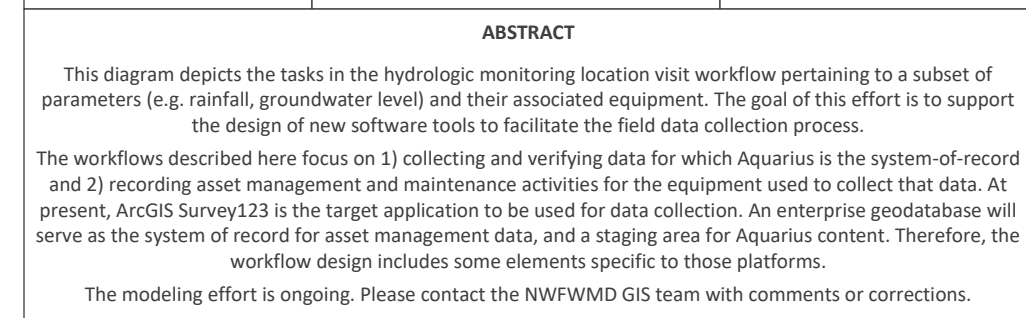 ABSTRACT
This diagram depicts the tasks in the hydrologic monitoring location visit workflow pertaining to a subset of
parameters (e.g. rainfall, groundwater level) and their associated equipment. The goal of this effort is to support
the design of new software tools to facilitate the field data collection process.
The workflows described here focus on 1) collecting and verifying data for which Aquarius is the system-of-record
and 2) recording asset management and maintenance activities for the equipment used to collect that data. At
present, ArcGIS Survey123 is the target application to be used for data collection. An enterprise geodatabase will
serve as the system of record for asset management data, and a staging area for Aquarius content. Therefore, the
workflow design includes some elements specific to those platforms.
The modeling effort is ongoing. Please contact the NWFWMD GIS team with comments or corrections.